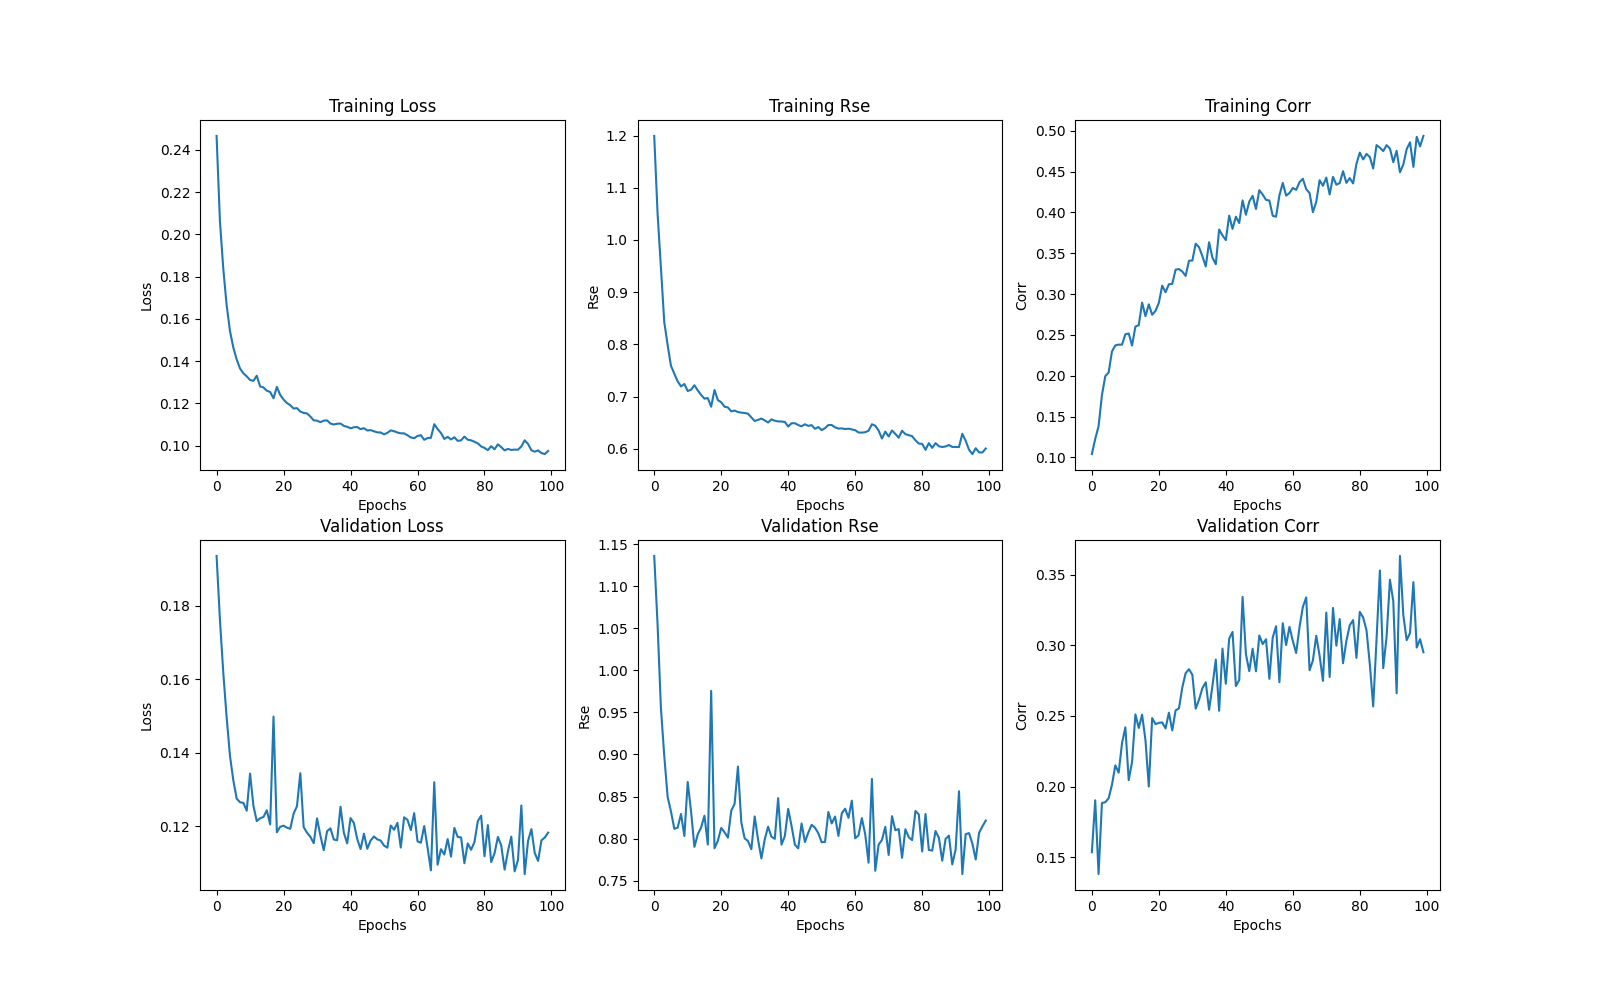 Training Loss
Training Rse
Training Corr
0.24
0.22
0.20
0.18
0.16
0.14
0.12
0.10
Loss
0 20 40 60 80 100
Epochs
1.2
1.1
1.0
0.9
0.8
0.7
0.6
Rse
0 20 40 60 80 100
Epochs
0.50
0.45
0.40
0.35
0.30
0.25
0.20
0.15
0.10
Corr
0 20 40 60 80 100
Epochs
Validation Loss
Validation Rse
Validation Corr
0.18
0.16
0.14
0.12
Loss
0 20 40 60 80 100
Epochs
1.15
1.10
1.05
1.00
0.95
0.90
0.85
0.80
0.75
Rse
0 20 40 60 80 100
Epochs
0.35
0.30
0.25
0.20
0.15
Corr
0 20 40 60 80 100
Epochs